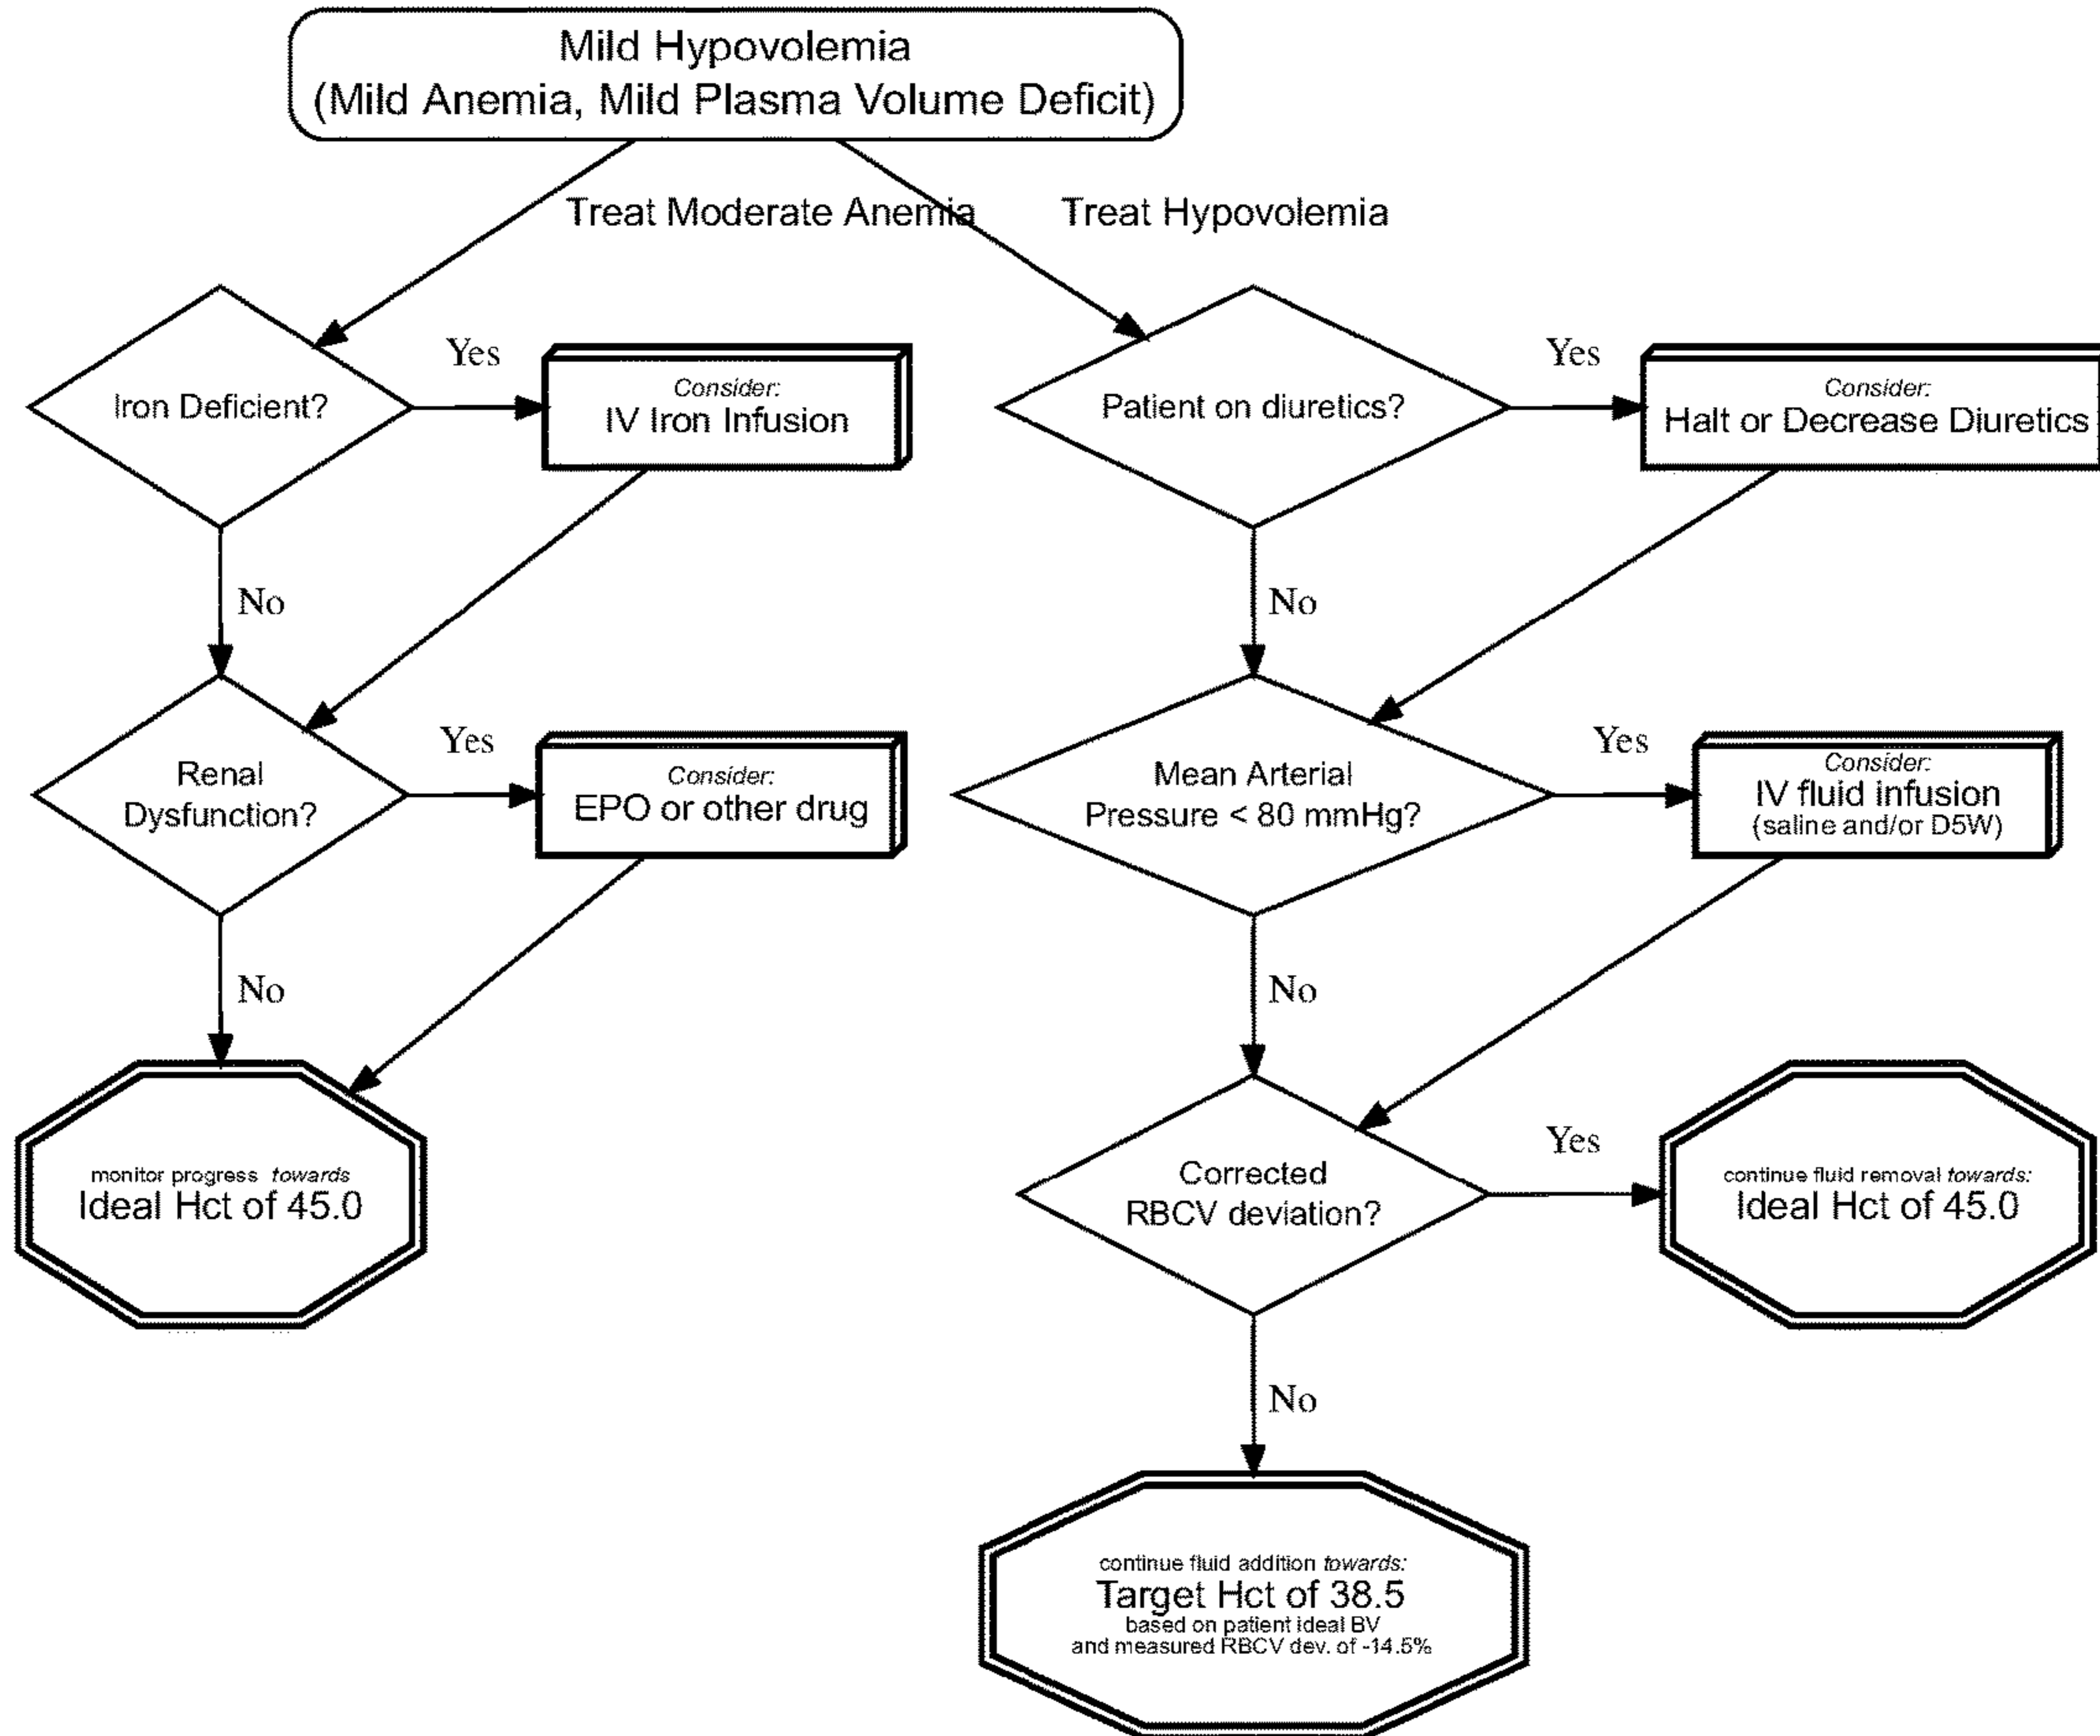 Mild Hypovolemia
(Mild Anemia, Mild Plasma Volume Deficit)
Treat Moderate Anemia
Treat Hypovolemia
Iron Deficient?
Yes
Consider:
IV Iron Infusion
Patient on diuretics?
Yes
Consider:
Halt or Decrease Diuretics
No
No
Renal
Dysfunction?
Yes
Consider:
EPO or other drug
Mean Arterial
Pressure < 80 mmHg?
Yes
Consider:
IV fluid infusion
(saline and/or D5W)
No
No
monitor progress towards
Ideal Hct of 45.0
Corrected
RBCV deviation?
Yes
continue fluid removal towards:
Ideal Hct of 45.0
No
continue fluid addition towards:
Target Hct of 38.5
based on patient ideal BV
and measured RBCV dev. of -14.5%